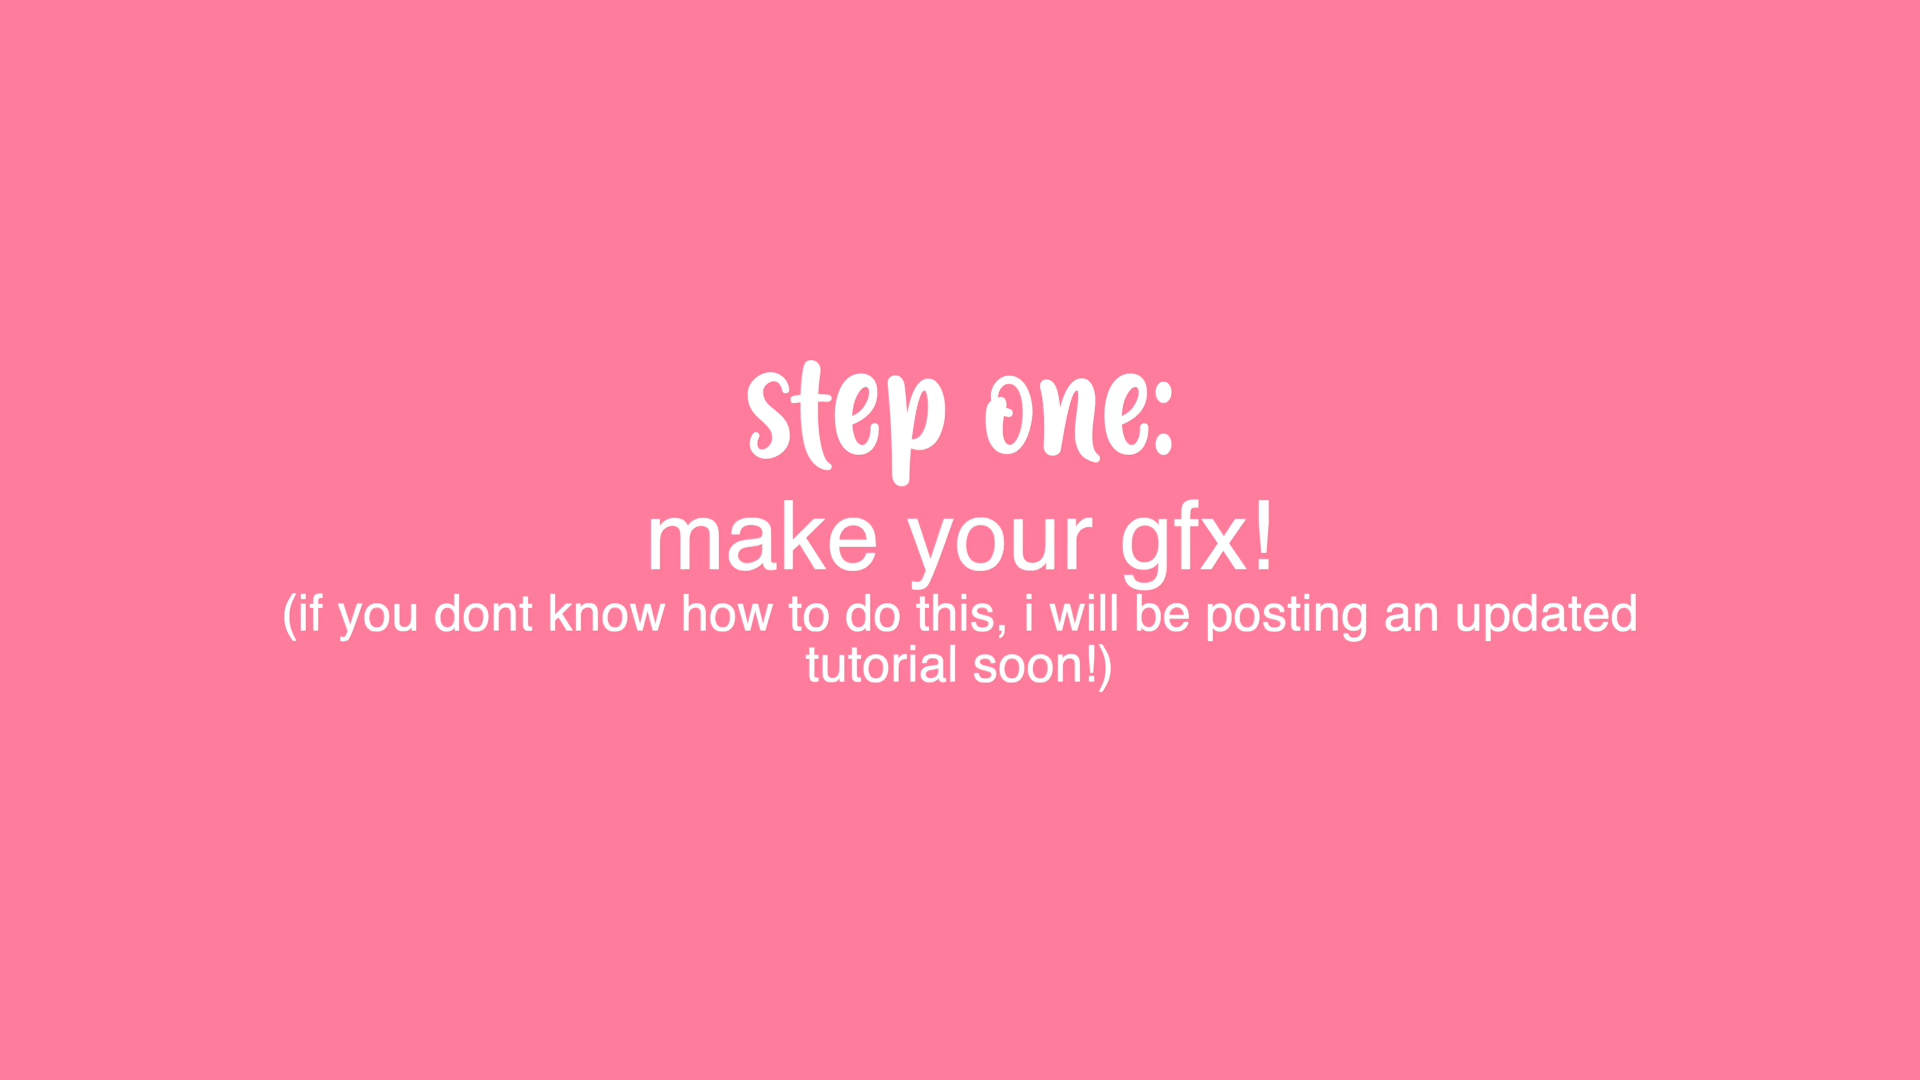 step one:
make your gfx!
(if you dont know how to do this, i will be posting an updated
tutorial soon!)